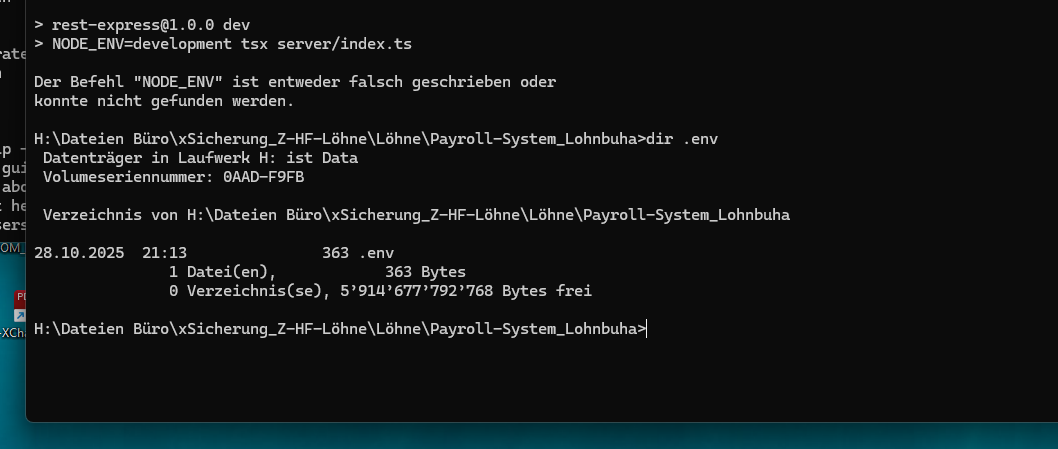 > rest-express@1.0.0 dev
> NODE_ENV=development tsx server/index.ts
Der Befehl "NODE_ENV" ist entweder falsch geschrieben oder
konnte nicht gefunden werden.
H:\Dateien Büro\xSicherung_Z-HF-Löhne\Löhne\Payroll-System_Lohnbuha>dir .env
Datenträger in Laufwerk H: ist Data
Volumeseriennummer: 0AAD-F9FB
Verzeichnis von H:\Dateien Büro\xSicherung_Z-HF-Löhne\Löhne\Payroll-System_Lohnbuha
28.10.2025  21:13               363 .env
1 Datei(en),            363 Bytes
0 Verzeichnis(se), 5’914’677’792’768 Bytes frei
H:\Dateien Büro\xSicherung_Z-HF-Löhne\Löhne\Payroll-System_Lohnbuha>